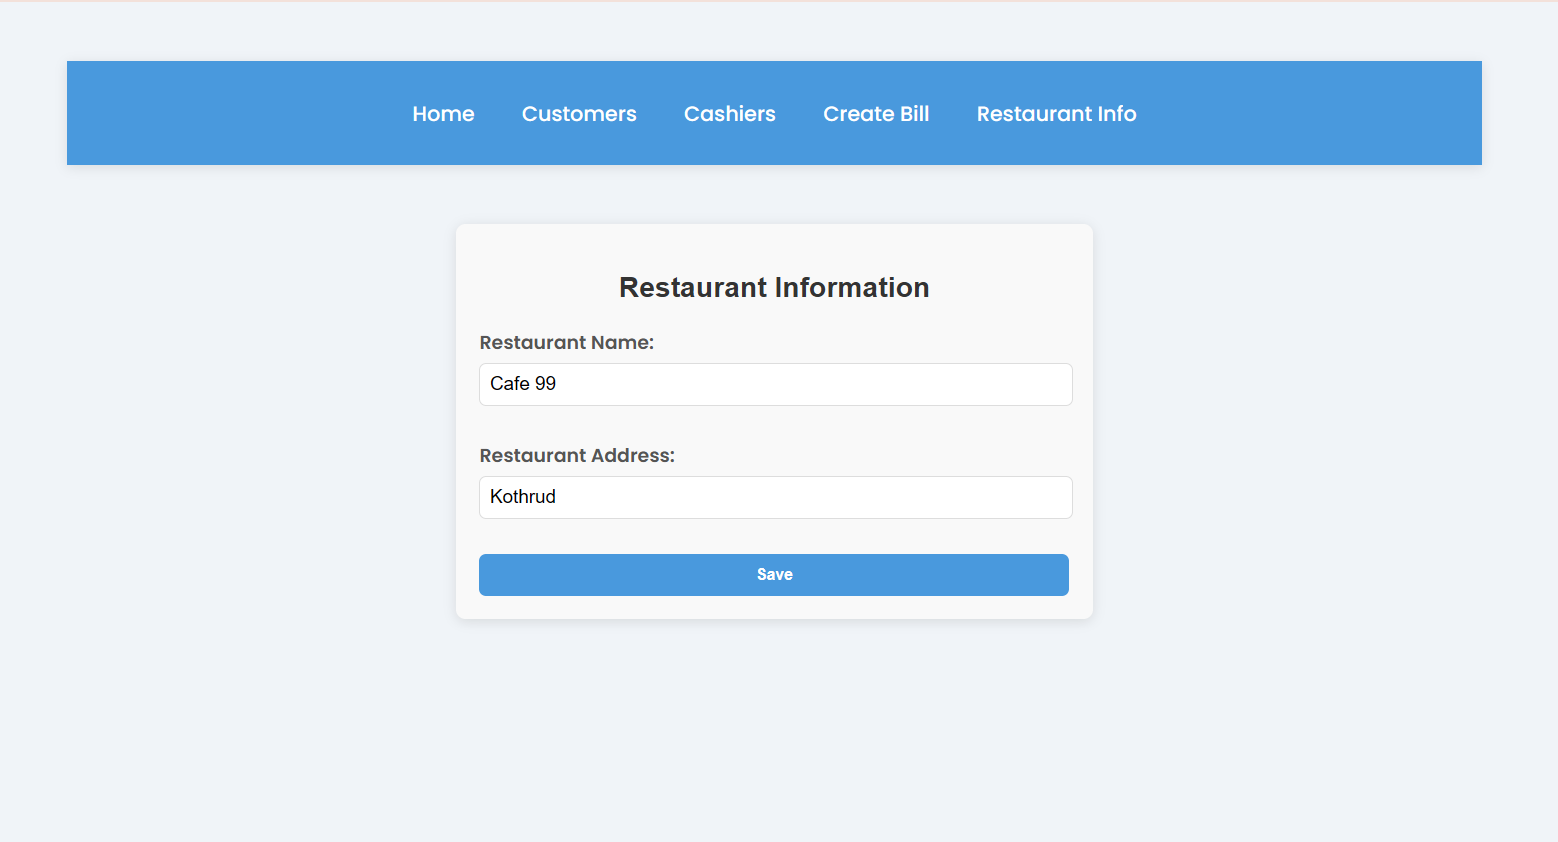 Home Customers Cashiers Create Bill Restaurant Info
Restaurant Information
Restaurant Name:
Cafe 99
Restaurant Address:
Kothrud
Save